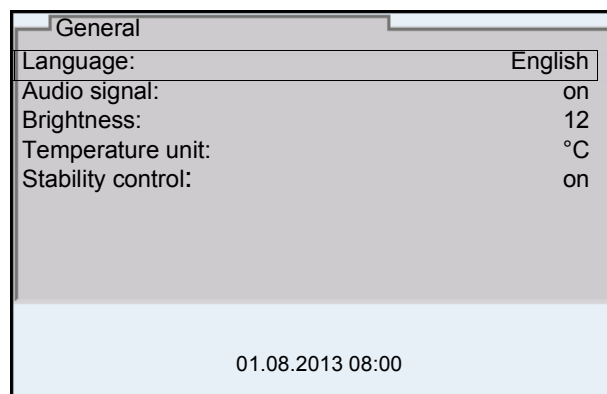 General
Language: English
Audio signal: on
Brightness: 12
Temperature unit: °C
Stability control: on
01.08.2013 08:00